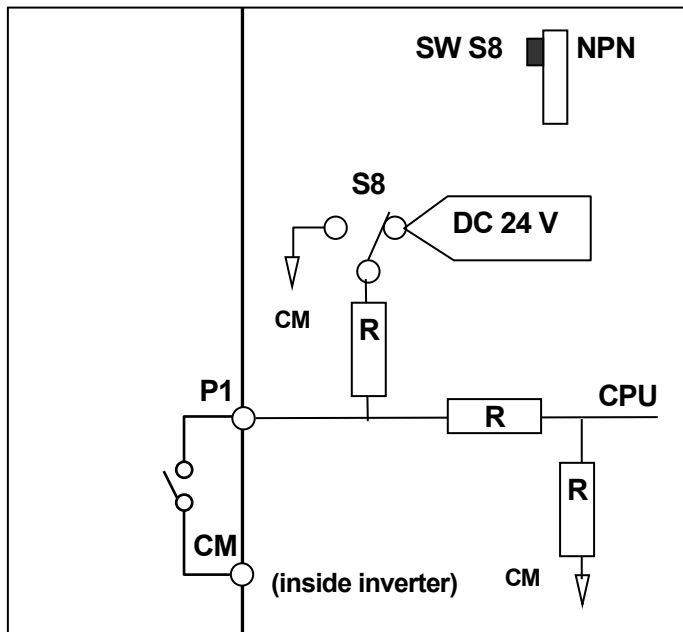 SW S8 NPN
S8
DC 24 V
CM
R
P1
R
CPU
R
CM
(inside inverter)
CM